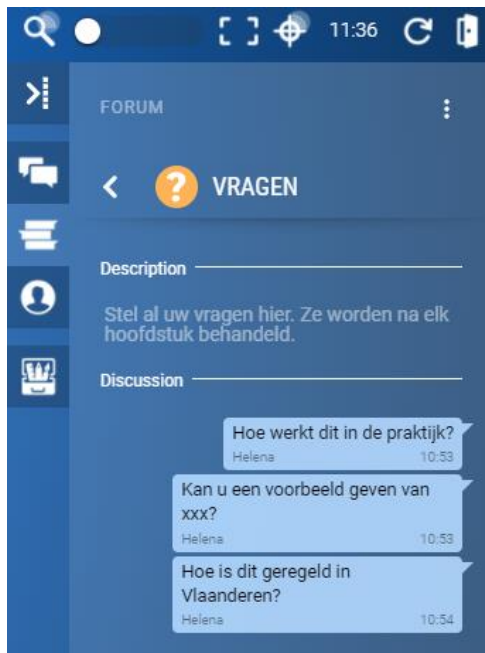 11:36
FORUM
VRAGEN
Description
Stel al uw vragen hier. Ze worden na elk
hoofdstuk behandeld.
Discussion
Hoe werkt dit in de praktijk?
Helena 10:53
Kan u een voorbeeld geven van
xxx?
Helena 10:53
Hoe is dit geregeld in
Vlaanderen?
Helena 10:54